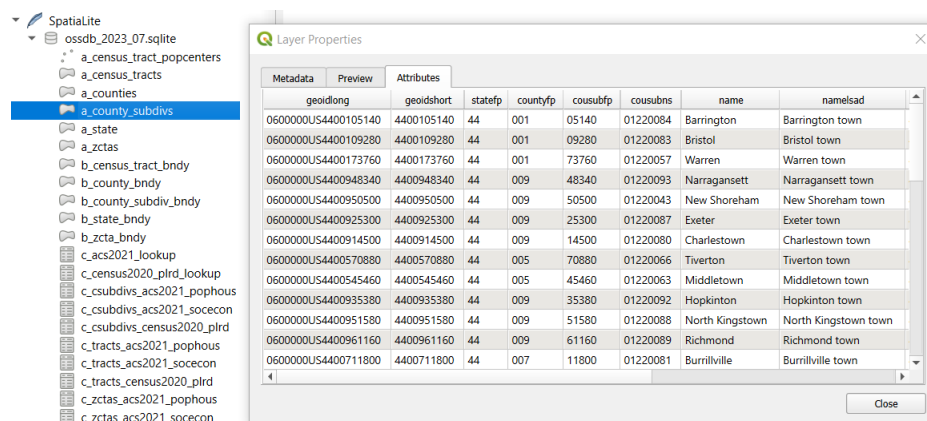 SpatiaLite
ossdb_2023_07.sqlite
a_census_tract_popcenters
a_census_tracts
a_counties
a_county_subdivs
a_state
a_zctas
b_census_tract_bndy
b_county_bndy
b_county_subdiv_bndy
b_state_bndy
b_zcta_bndy
c_acs2021_lookup
c_census2020_plrd_lookup
c_csubdivs_acs2021_pophous
c_csubdivs_acs2021_socecon
c_csubdivs_census2020_plrd
c_tracts_acs2021_pophous
c_tracts_acs2021_socecon
c_tracts_census2020_plrd
c_zctas_acs2021_pophous
c_zctas_acs2021_socecon
Layer Properties
Metadata Preview Attributes
geoidlong geoidshort statefp countyfp cousubfp cousubns name namelsad
0600000US4400105140 4400105140 44 001 05140 01220084 Barrington Barrington town
0600000US4400109280 4400109280 44 001 09280 01220083 Bristol Bristol town
0600000US4400173760 4400173760 44 001 73760 01220057 Warren Warren town
0600000US4400948340 4400948340 44 009 48340 01220093 Narragansett Narragansett town
0600000US4400950500 4400950500 44 009 50500 01220043 New Shoreham New Shoreham town
0600000US4400925300 4400925300 44 009 25300 01220087 Exeter Exeter town
0600000US4400914500 4400914500 44 009 14500 01220080 Charlestown Charlestown town
0600000US4400570880 4400570880 44 005 70880 01220066 Tiverton Tiverton town
0600000US4400545460 4400545460 44 005 45460 01220063 Middletown Middletown town
0600000US4400935380 4400935380 44 009 35380 01220092 Hopkinton Hopkinton town
0600000US4400951580 4400951580 44 009 51580 01220088 North Kingstown North Kingstown town
0600000US4400961160 4400961160 44 009 61160 01220089 Richmond Richmond town
0600000US4400711800 4400711800 44 007 11800 01220081 Burrillville Burrillville town
Close